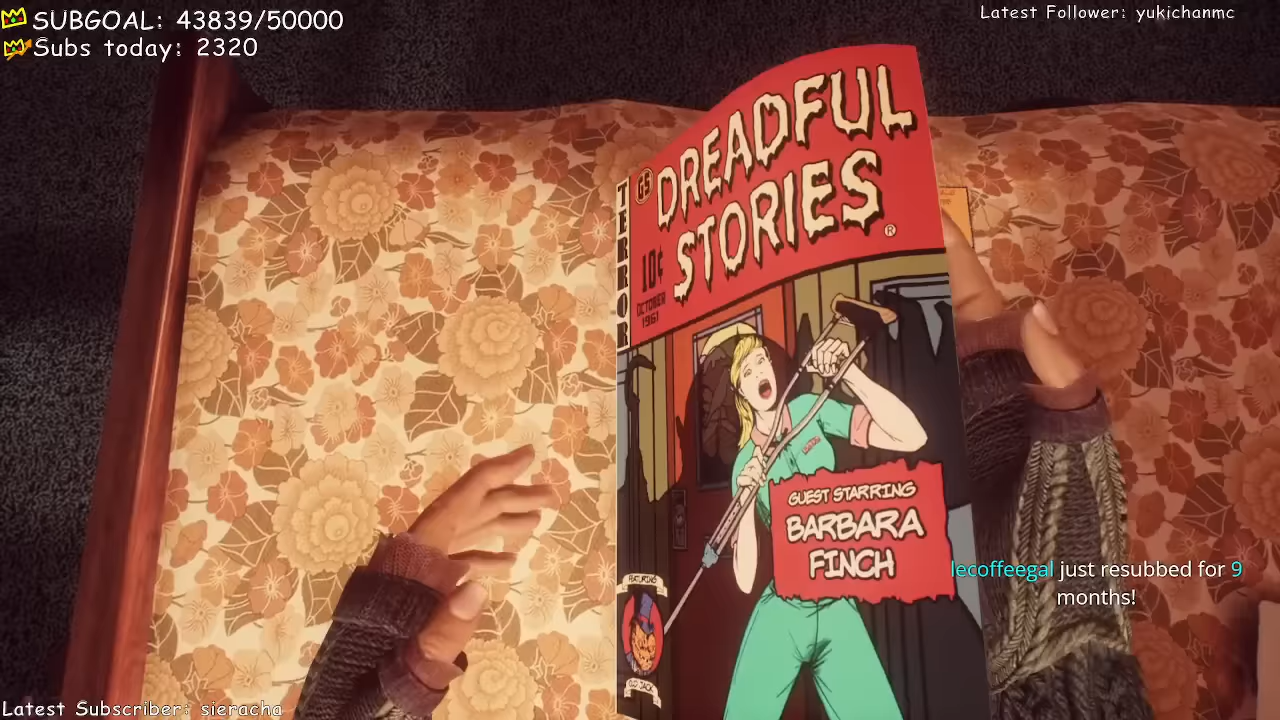 SUBGOAL: 43839/50000
Subs today: 2320
Latest Follower: yukichanmc
TERROR
GS
DREADFUL
STORIES
®
10¢
OCTOBER
1961
GUEST STARRING
BARBARA
FINCH
FEATURING
lecoffeegal just resubbed for 9
months!
Latest Subscriber: sieracha